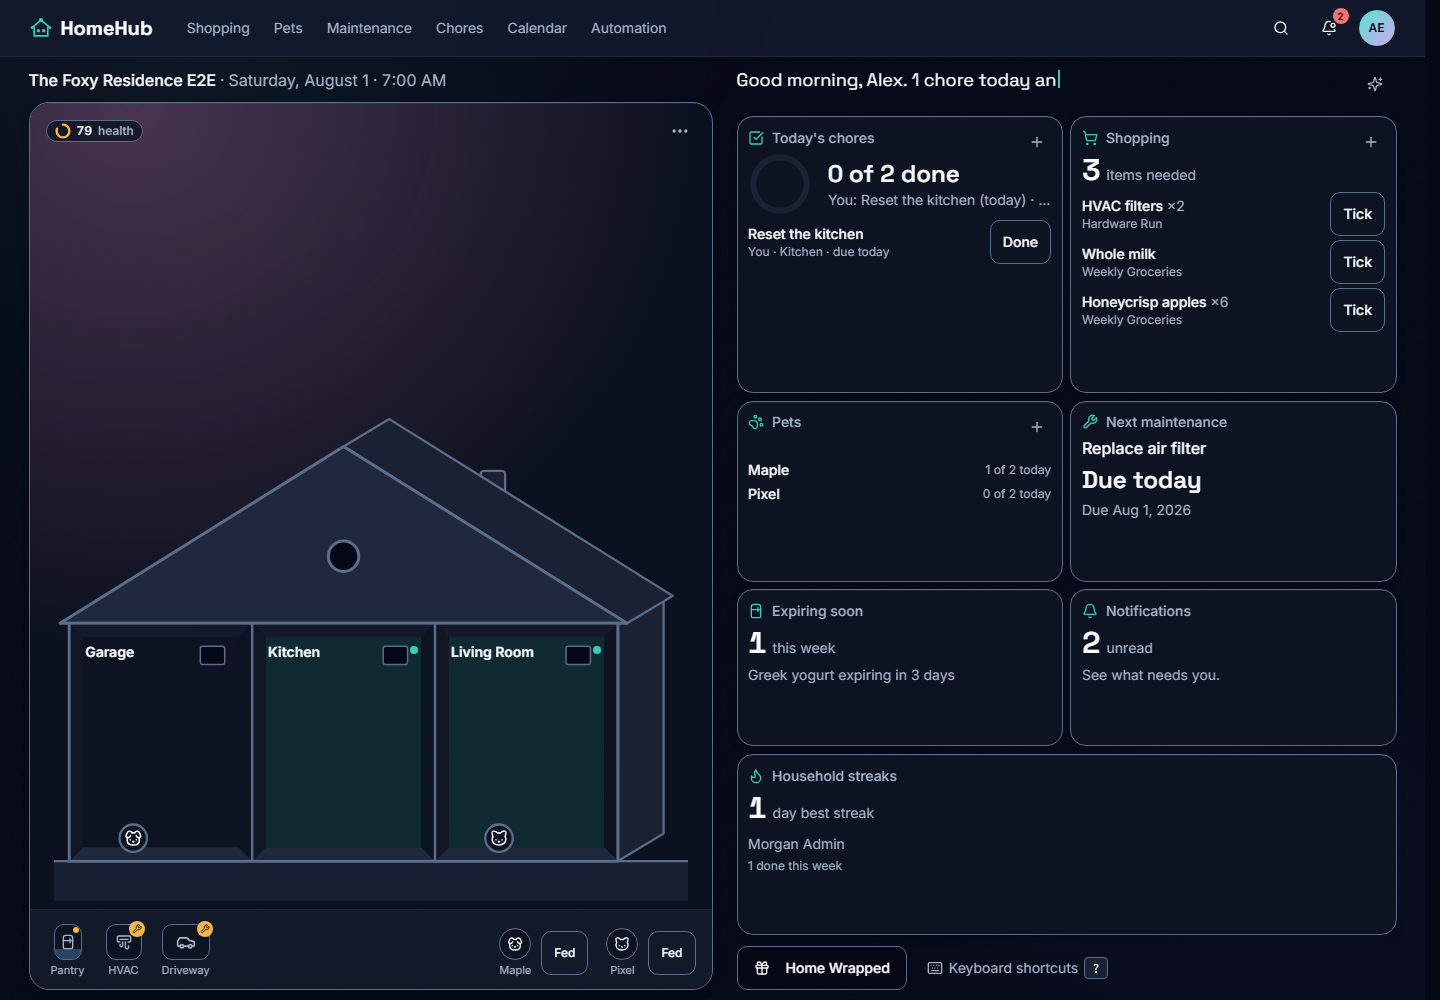 HomeHub
Shopping
Pets
Maintenance
Chores
Calendar
Automation
2
AE
The Foxy Residence E2E · Saturday, August 1 · 7:00 AM
Good morning, Alex. 1 chore today an
79 health
Garage
Kitchen
Living Room
Pantry
HVAC
Driveway
Maple
Fed
Pixel
Fed
Today's chores
0 of 2 done
You: Reset the kitchen (today) · ...
Reset the kitchen
You · Kitchen · due today
Done
Shopping
3 items needed
HVAC filters ×2
Hardware Run
Tick
Whole milk
Weekly Groceries
Tick
Honeycrisp apples ×6
Weekly Groceries
Tick
Pets
Maple 1 of 2 today
Pixel 0 of 2 today
Next maintenance
Replace air filter
Due today
Due Aug 1, 2026
Expiring soon
1 this week
Greek yogurt expiring in 3 days
Notifications
2 unread
See what needs you.
Household streaks
1 day best streak
Morgan Admin
1 done this week
Home Wrapped
Keyboard shortcuts ?